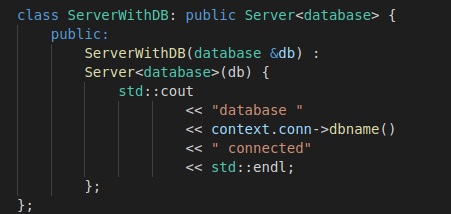 class ServerWithDB: public Server<database> {
    public:
        ServerWithDB(database &db) :
        Server<database>(db) {
            std::cout
                    << "database "
                    << context.conn->dbname()
                    << " connected"
                    << std::endl;
        };
};